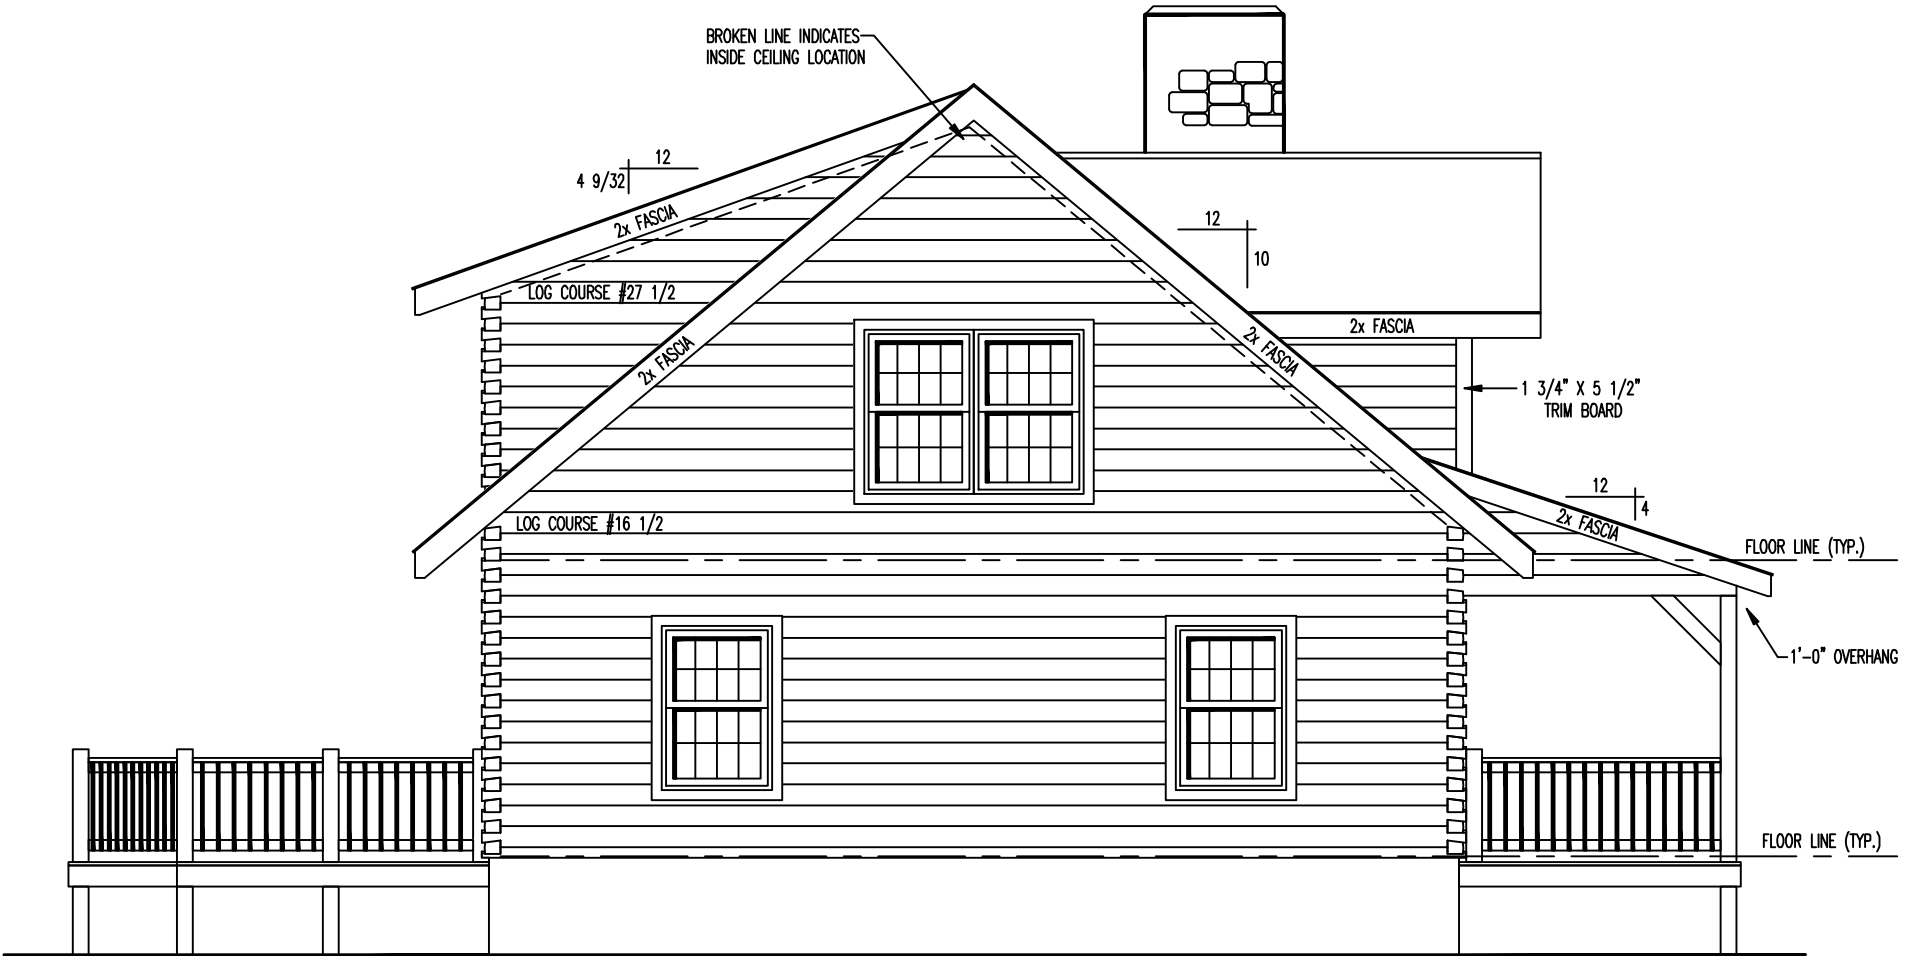 BROKEN LINE INDICATES
INSIDE CEILING LOCATION
12
4 9/32
2x FASCIA
12
10
LOG COURSE #27 1/2
2x FASCIA
2x FASCIA
2x FASCIA
1 3/4" X 5 1/2"
TRIM BOARD
12
4
2x FASCIA
LOG COURSE #16 1/2
FLOOR LINE (TYP.)
1'-0" OVERHANG
FLOOR LINE (TYP.)